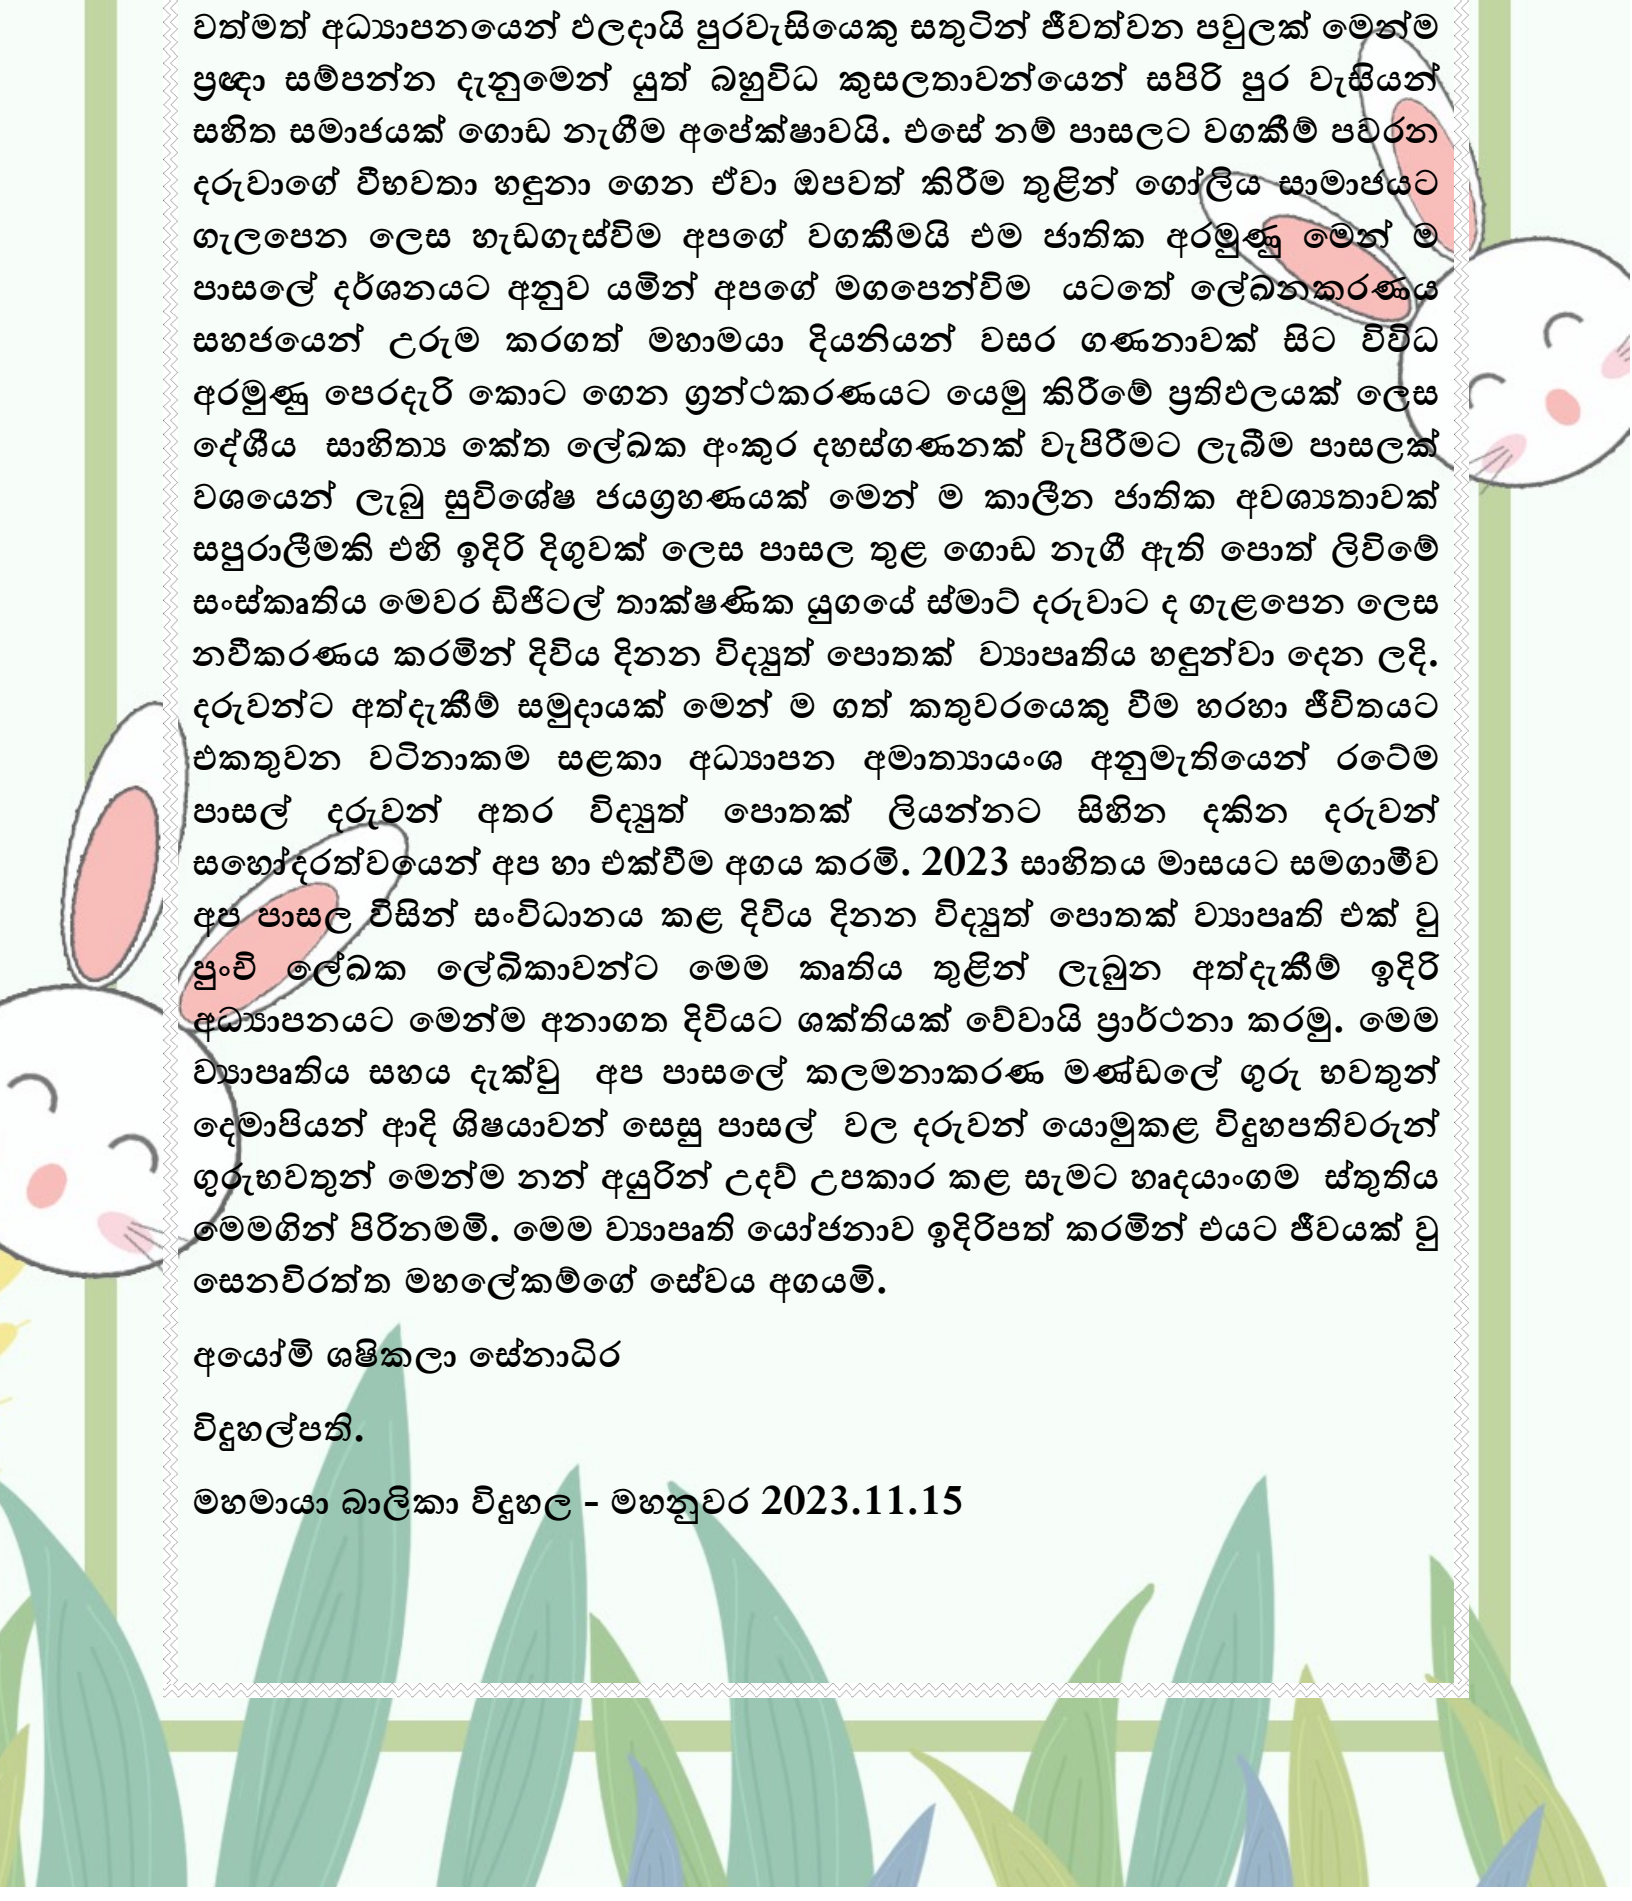 වත්මත් අධ්‍යාපනයෙන් ඵලදායි පුරවැසියෙකු සතුටින් ජීවත්වන පවුලක් මෙන්ම
ප්‍රඥා සම්පන්න දැනුමෙන් යුත් බහුවිධ කුසලතාවන්යෙන් සපිරි පුර වැසියන්
සහිත සමාජයක් ගොඩ නැගීම අපේක්ෂාවයි. එසේ නම් පාසලට වගකීම් පවරන
දරුවාගේ විභවතා හඳුනා ගෙන ඒවා ඔපවත් කිරීම තුළින් ගෝලිය සාමාජයට
ගැලපෙන ලෙස හැඩගැස්විම අපගේ වගකීමයි එම ජාතික අරමුණු මෙන් ම
පාසලේ දර්ශනයට අනුව යමින් අපගේ මගපෙන්විම යටතේ ලේඛනකරණය
සහජයෙන් උරුම කරගත් මහාමයා දියනියන් වසර ගණනාවක් සිට විවිධ
අරමුණු පෙරදැරි කොට ගෙන ග්‍රන්ථකරණයට යෙමු කිරීමේ ප්‍රතිඵලයක් ලෙස
දේශීය සාහිත්‍ය කේත ලේඛක අංකුර දහස්ගණනක් වැපිරීමට ලැබීම පාසලක්
වශයෙන් ලැබු සුවිශේෂ ජයග්‍රහණයක් මෙන් ම කාලීන ජාතික අවශ්‍යතාවක්
සපුරාලීමකි එහි ඉදිරි දිගුවක් ලෙස පාසල තුළ ගොඩ නැගී ඇති පොත් ලිවිමේ
සංස්කෘතිය මෙවර ඩිජිටල් තාක්ෂණික යුගයේ ස්මාට් දරුවාට ද ගැළපෙන ලෙස
නවීකරණය කරමින් දිවිය දිනන විද්‍යුත් පොතක් ව්‍යාපෘතිය හඳුන්වා දෙන ලදි.
දරුවන්ට අත්දැකීම් සමුදායක් මෙන් ම ගත් කතුවරයෙකු වීම හරහා ජීවිතයට
එකතුවන වටිනාකම සළකා අධ්‍යාපන අමාත්‍යායංශ අනුමැතියෙන් රටේම
පාසල් දරුවන් අතර විද්‍යුත් පොතක් ලියන්නට සිහින දකින දරුවන්
සහෝදරත්වයෙන් අප හා එක්වීම අගය කරමි. 2023 සාහිතය මාසයට සමගාමීව
අප පාසල විසින් සංවිධානය කළ දිවිය දිනන විද්‍යුත් පොතක් ව්‍යාපෘති එක් වු
පුංචි ලේඛක ලේඛිකාවන්ට මෙම කෘතිය තුළින් ලැබුන අත්දැකීම් ඉදිරි
අධ්‍යාපනයට මෙන්ම අනාගත දිවියට ශක්තියක් වේවායි ප්‍රාර්ථනා කරමු. මෙම
ව්‍යාපෘතිය සහය දැක්වු අප පාසලේ කලමනාකරණ මණ්ඩලේ ගුරු භවතුන්
දෙමාපියන් ආදි ශිෂයාවන් සෙසු පාසල් වල දරුවන් යොමුකළ විදුහපතිවරුන්
ගුරුභවතුන් මෙන්ම නන් අයුරින් උදව් උපකාර කළ සැමට හෘදයාංගම ස්තුතිය
මෙමගින් පිරිනමමි. මෙම ව්‍යාපෘති යෝජනාව ඉදිරිපත් කරමින් එයට ජීවයක් වු
සෙනවිරත්ත මහලේකම්ගේ සේවය අගයමි.
අයෝමි ශෂිකලා සේනාධිර
විදුහල්පති.
මහමායා බාලිකා විදුහල - මහනුවර 2023.11.15